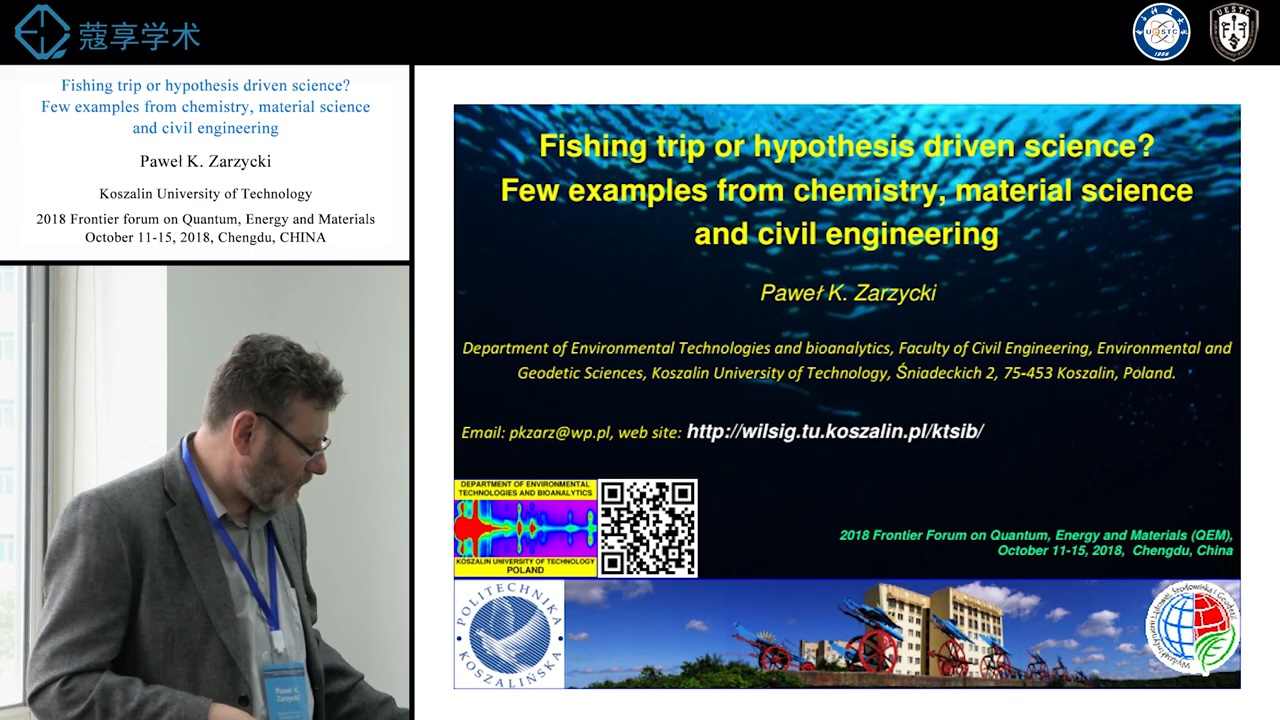 蔻享学术
UESTC
1956
UESTC
Fishing trip or hypothesis driven science?
Few examples from chemistry, material science
and civil engineering
Paweł K. Zarzycki
Koszalin University of Technology
2018 Frontier forum on Quantum, Energy and Materials
October 11-15, 2018, Chengdu, CHINA
Fishing trip or hypothesis driven science?
Few examples from chemistry, material science
and civil engineering
Paweł K. Zarzycki
Department of Environmental Technologies and bioanalytics, Faculty of Civil Engineering, Environmental and
Geodetic Sciences, Koszalin University of Technology, Śniadeckich 2, 75-453 Koszalin, Poland.
Email: pkzarz@wp.pl, web site: http://wilsig.tu.koszalin.pl/ktsib/
DEPARTMENT OF ENVIRONMENTAL
TECHNOLOGIES AND BIOANALYTICS
KOSZALIN UNIVERSITY OF TECHNOLOGY
POLAND
2018 Frontier Forum on Quantum, Energy and Materials (QEM),
October 11-15, 2018, Chengdu, China
POLITECHNIKA
KOSZALIŃSKA
Paweł K.
Zarzycki